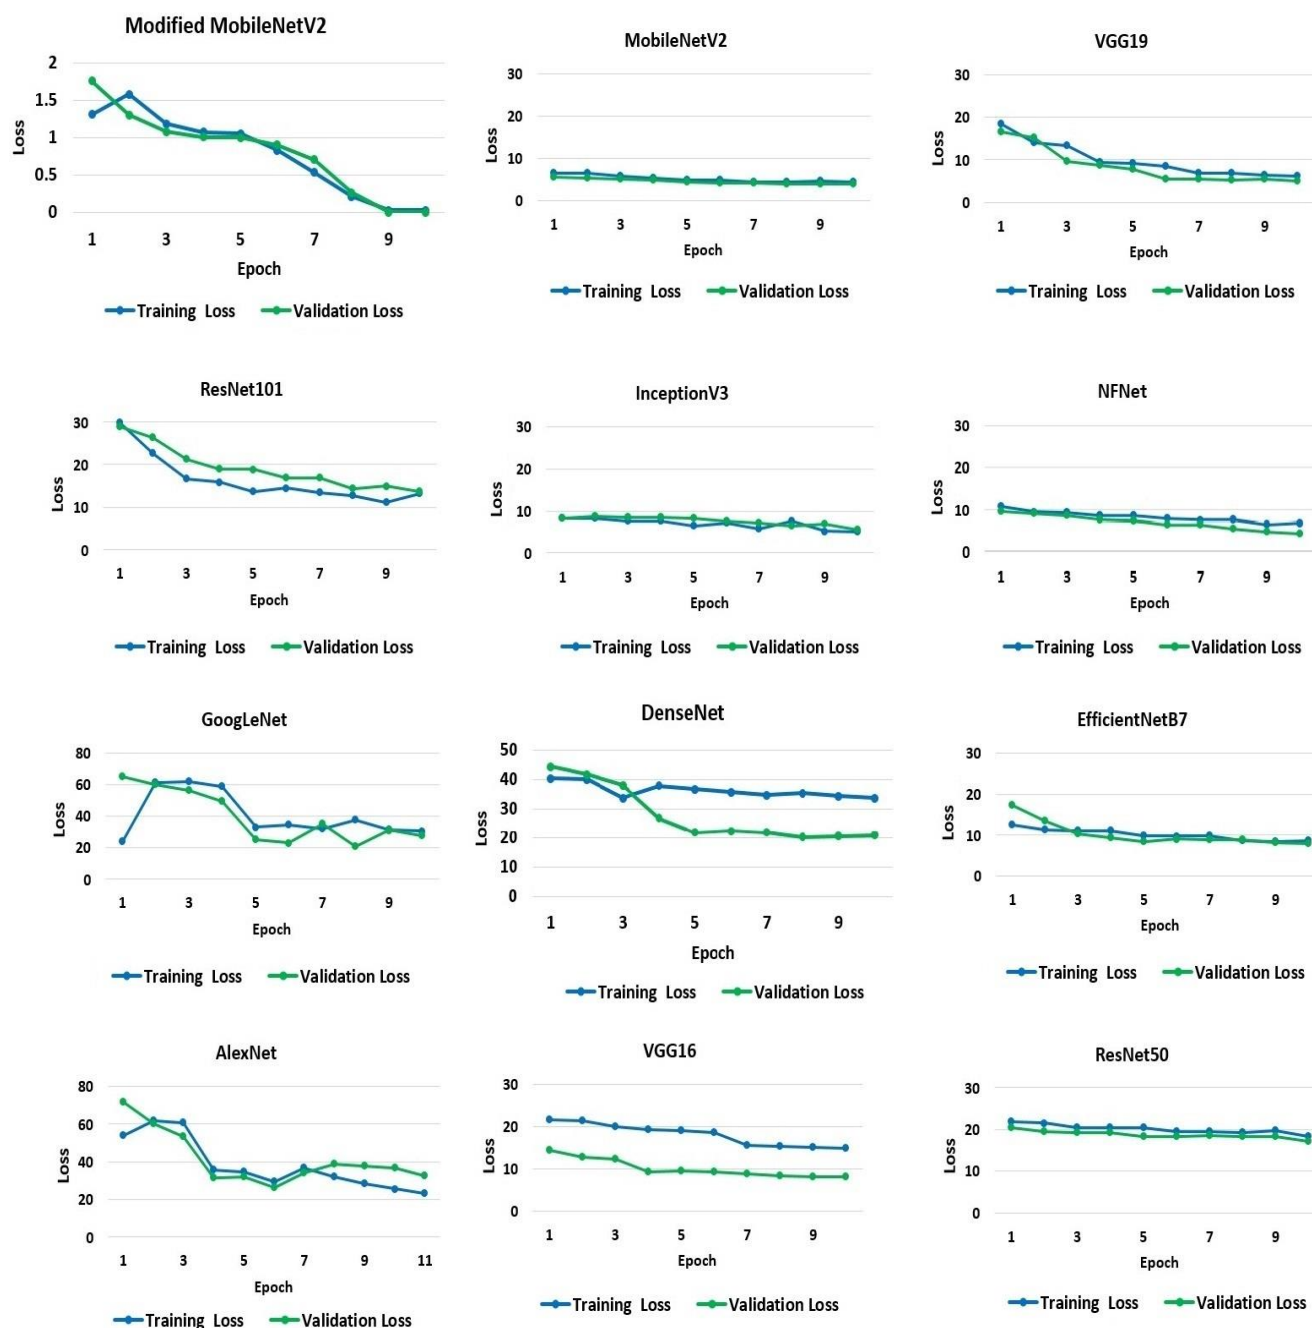 Modified MobileNetV2
2
1.5
1
0.5
0
Loss
1 3 5 7 9
Epoch
Training Loss Validation Loss
MobileNetV2
30
20
10
0
Loss
1 3 5 7 9
Epoch
Training Loss Validation Loss
VGG19
30
20
10
0
Loss
1 3 5 7 9
Epoch
Training Loss Validation Loss
ResNet101
30
20
10
0
Loss
1 3 5 7 9
Epoch
Training Loss Validation Loss
InceptionV3
30
20
10
0
Loss
1 3 5 7 9
Epoch
Training Loss Validation Loss
NFNet
30
20
10
0
Loss
1 3 5 7 9
Epoch
Training Loss Validation Loss
GoogLeNet
80
60
40
20
0
Loss
1 3 5 7 9
Epoch
Training Loss Validation Loss
DenseNet
50
40
30
20
10
0
Loss
1 3 5 7 9
Epoch
Training Loss Validation Loss
EfficientNetB7
30
20
10
0
Loss
1 3 5 7 9
Epoch
Training Loss Validation Loss
AlexNet
80
60
40
20
0
Loss
1 3 5 7 9 11
Epoch
Training Loss Validation Loss
VGG16
30
20
10
0
Loss
1 3 5 7 9
Epoch
Training Loss Validation Loss
ResNet50
30
20
10
0
Loss
1 3 5 7 9
Epoch
Training Loss Validation Loss